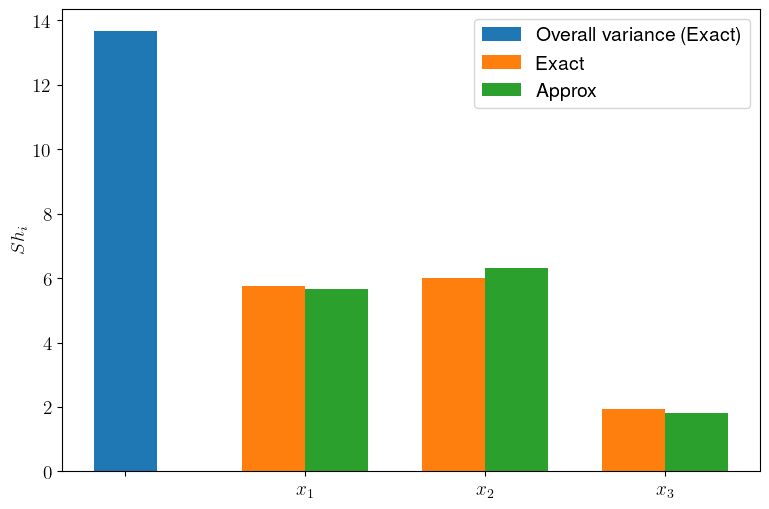 14
12
10
8
6
4
2
0
Sh_i
Overall variance (Exact)
Exact
Approx
x_1
x_2
x_3